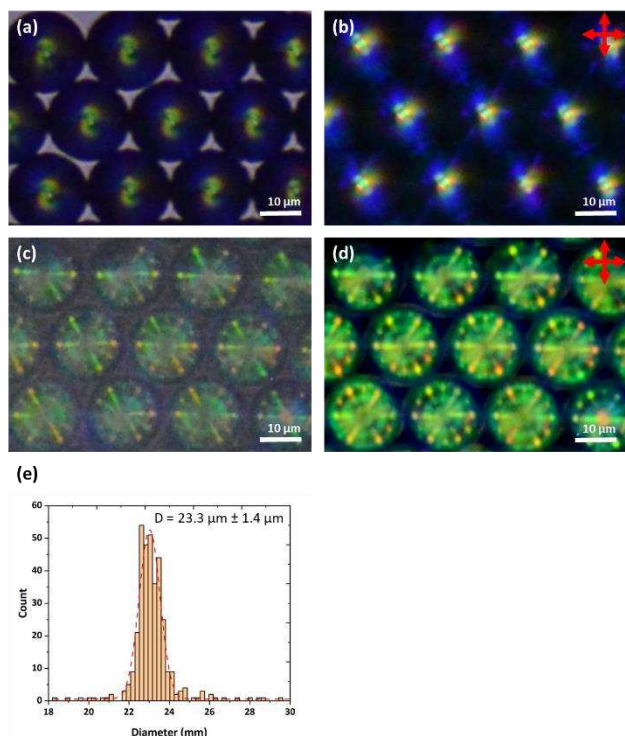 (a)
(b)
10 µm
10 µm
(c)
(d)
10 µm
10 µm
(e)
D = 23.3 µm ± 1.4 µm
60
50
40
30
20
10
0
Count
18 20 22 24 26 28 30
Diameter (mm)